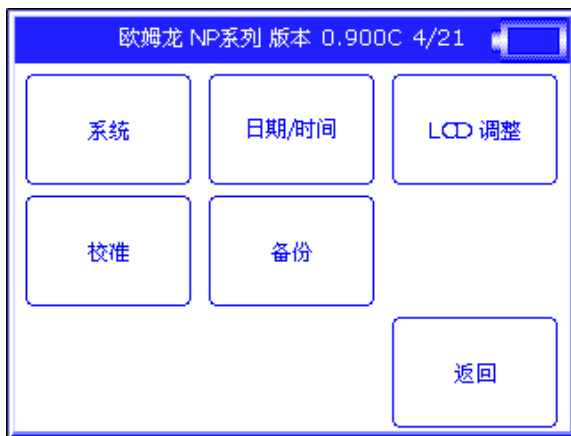 欧姆龙 NP系列 版本 0.900C 4/21
系统 日期/时间 LCD 调整
校准 备份
返回